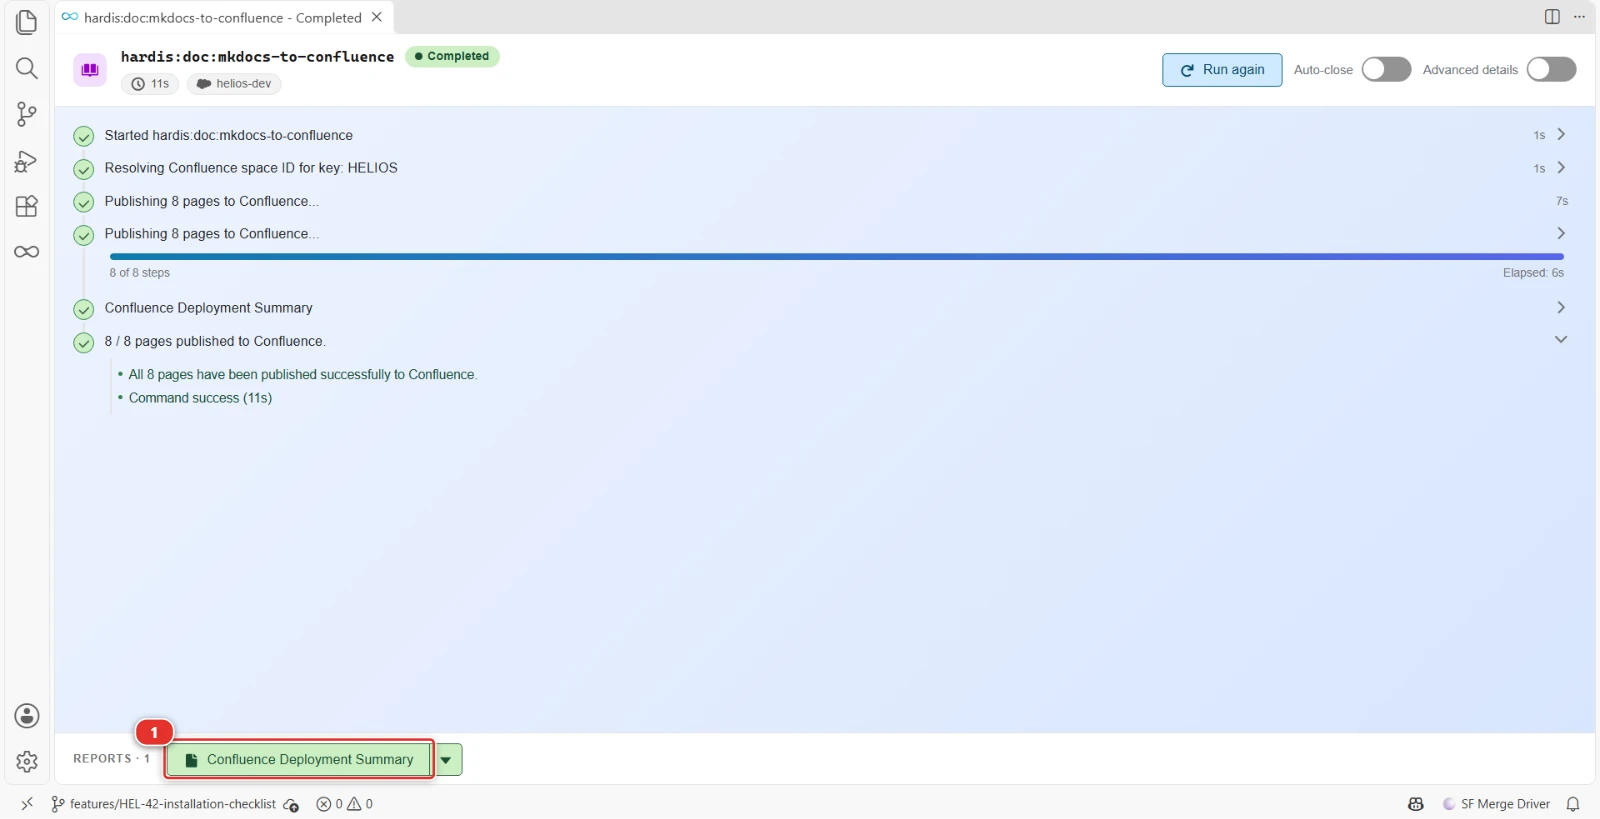 hardis:doc:mkdocs-to-confluence - Completed
hardis:doc:mkdocs-to-confluence
Completed
11s
helios-dev
Run again
Auto-close
Advanced details
Started hardis:doc:mkdocs-to-confluence
1s
Resolving Confluence space ID for key: HELIOS
1s
Publishing 8 pages to Confluence...
7s
Publishing 8 pages to Confluence...
8 of 8 steps
Elapsed: 6s
Confluence Deployment Summary
8 / 8 pages published to Confluence.
• All 8 pages have been published successfully to Confluence.
• Command success (11s)
1
REPORTS · 1
Confluence Deployment Summary
features/HEL-42-installation-checklist
0
0
SF Merge Driver